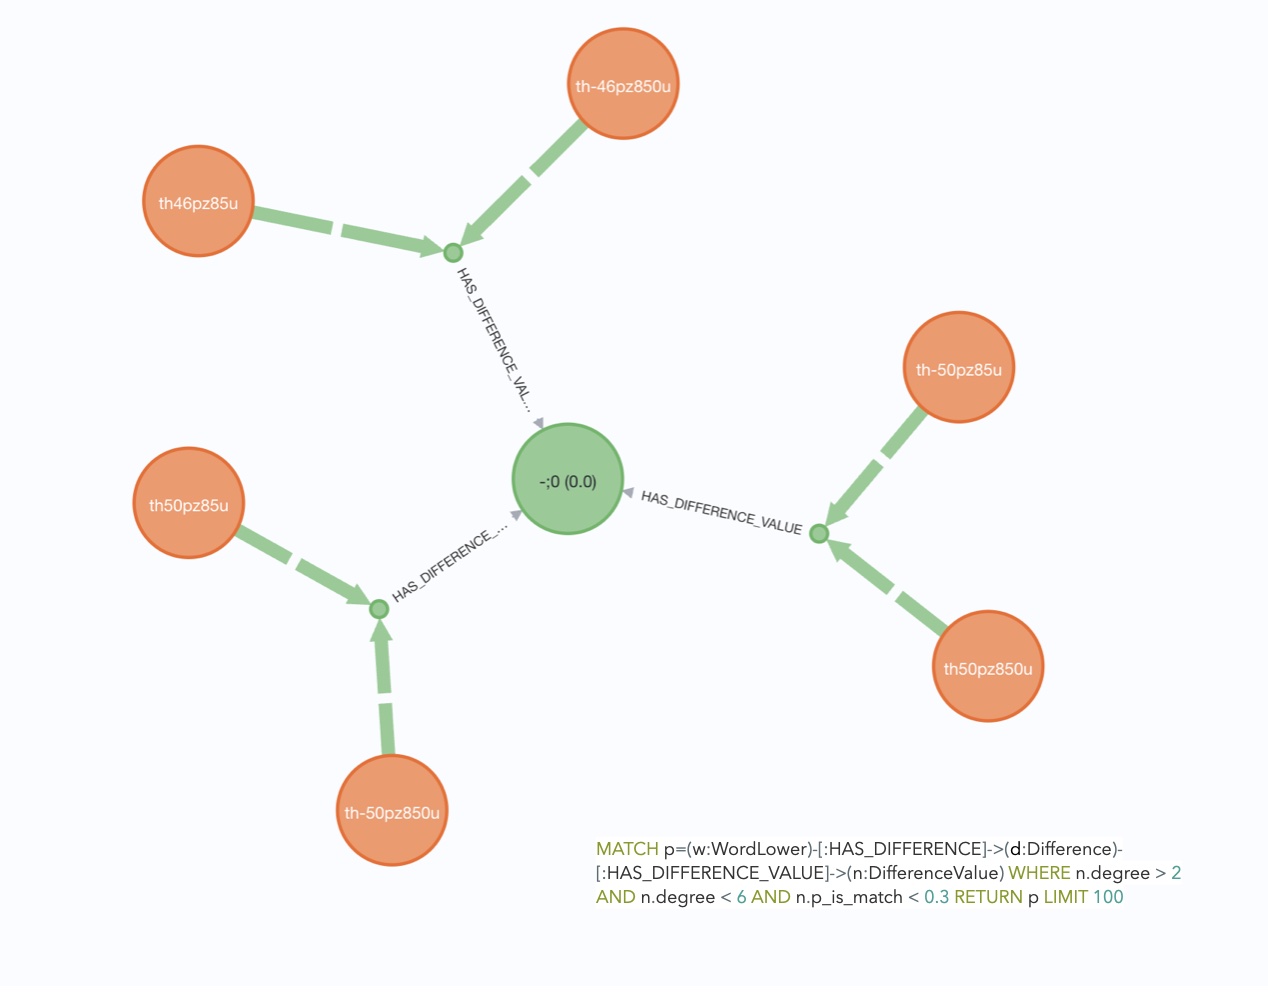 th-46pz850u
th46pz85u
HAS_DIFFERENCE_VAL...
th-50pz85u
-;0 (0.0)
HAS_DIFFERENCE_VALUE
th50pz85u
HAS_DIFFERENCE_...
th50pz850u
th-50pz850u
MATCH p=(w:WordLower)-[:HAS_DIFFERENCE]->(d:Difference)-
[:HAS_DIFFERENCE_VALUE]->(n:DifferenceValue) WHERE n.degree > 2
AND n.degree < 6 AND n.p_is_match < 0.3 RETURN p LIMIT 100